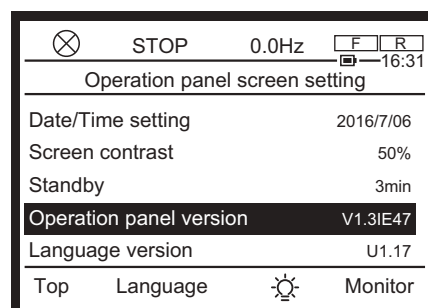 STOP 0.0Hz F R
16:31
Operation panel screen setting
Date/Time setting 2016/7/06
Screen contrast 50%
Standby 3min
Operation panel version V1.3IE47
Language version U1.17
Top Language Monitor